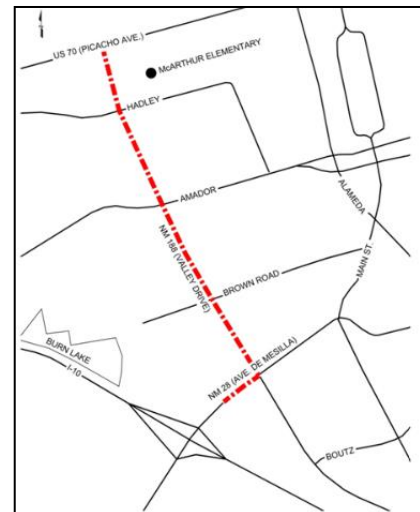 US 70 (PICACHO AVE.)
McARTHUR ELEMENTARY
HADLEY
ALAMEDA
AMADOR
MAIN ST.
NM 188 (VALLEY DRIVE)
BROWN ROAD
BURN LAKE
I-10
NM 28 (AVE. DE MESILLA)
BOUTZ